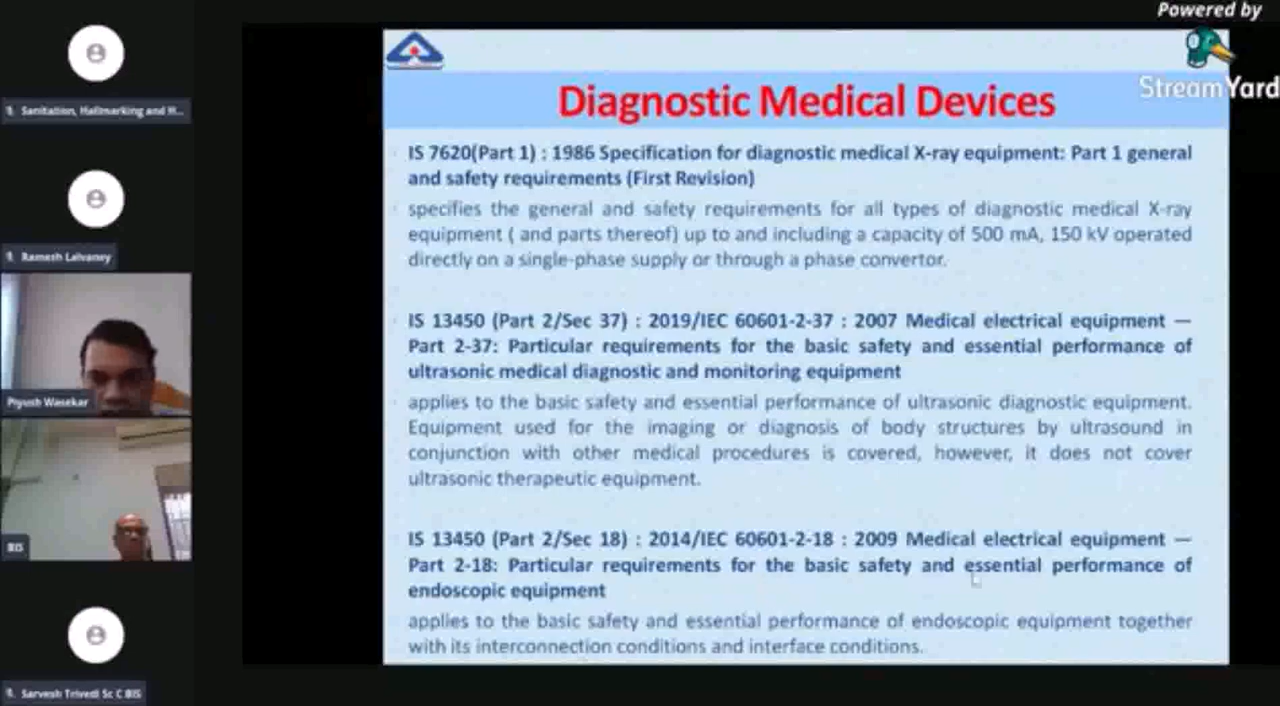 Powered by
StreamYard
Sanitation, Hallmarking and H...
Ramesh Lalvaney
Piyush Wasekar
BIS
Sarvesh Trivedi Sc C BIS
Diagnostic Medical Devices
IS 7620(Part 1) : 1986 Specification for diagnostic medical X-ray equipment: Part 1 general
and safety requirements (First Revision)
specifies the general and safety requirements for all types of diagnostic medical X-ray
equipment ( and parts thereof) up to and including a capacity of 500 mA, 150 kV operated
directly on a single-phase supply or through a phase convertor.
IS 13450 (Part 2/Sec 37) : 2019/IEC 60601-2-37 : 2007 Medical electrical equipment —
Part 2-37: Particular requirements for the basic safety and essential performance of
ultrasonic medical diagnostic and monitoring equipment
applies to the basic safety and essential performance of ultrasonic diagnostic equipment.
Equipment used for the imaging or diagnosis of body structures by ultrasound in
conjunction with other medical procedures is covered, however, it does not cover
ultrasonic therapeutic equipment.
IS 13450 (Part 2/Sec 18) : 2014/IEC 60601-2-18 : 2009 Medical electrical equipment —
Part 2-18: Particular requirements for the basic safety and essential performance of
endoscopic equipment
applies to the basic safety and essential performance of endoscopic equipment together
with its interconnection conditions and interface conditions.